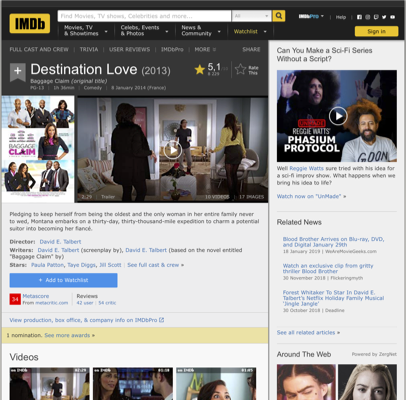 IMDb
Find Movies, TV shows, Celebrities and more...
All
IMDbPro
Help
Movies, TV
& Showtimes
Celebs, Events
& Photos
News &
Community
Watchlist
Sign in
FULL CAST AND CREW | TRIVIA | USER REVIEWS | IMDbPro | MORE
SHARE
Destination Love (2013)
Baggage Claim (original title)
PG-13 | 1h 36min | Comedy | 8 January 2014 (France)
5,1
Rate
This
BAGGAGE
CLAIM
2:29 | Trailer
10 VIDEOS | 17 IMAGES
Pledging to keep herself from being the oldest and the only woman in her entire family never
to wed, Montana embarks on a thirty-day, thirty-thousand-mile expedition to charm a potential
suitor into becoming her fiancé.
Director: David E. Talbert
Writers: David E. Talbert (screenplay by), David E. Talbert (based on the novel entitled
"Baggage Claim" by)
Stars: Paula Patton, Taye Diggs, Jill Scott | See full cast & crew »
+ Add to Watchlist
34
Metascore
From metacritic.com
Reviews
42 user | 54 critic
View production, box office, & company info on IMDbPro
1 nomination. See more awards »
Videos
Can You Make a Sci-Fi Series
Without a Script?
REGGIE WATTS'
PHASIUM
PROTOCOL
Well Reggie Watts sure tried with his idea for
a sci-fi improv show. What happens when
we bring his idea to life?
Watch now on "UnMade" »
Related News
Blood Brother Arrives on Blu-ray, DVD,
and Digital January 29th
18 January 2019 | WeAreMovieGeeks.com
Watch an exclusive clip from gritty
thriller Blood Brother
30 November 2018 | Flickeringmyth
Forest Whitaker To Star In David E.
Talbert's Netflix Holiday Family Musical
'Jingle Jangle'
30 October 2018 | Deadline
See all related articles »
Around The Web | Powered by ZergNet